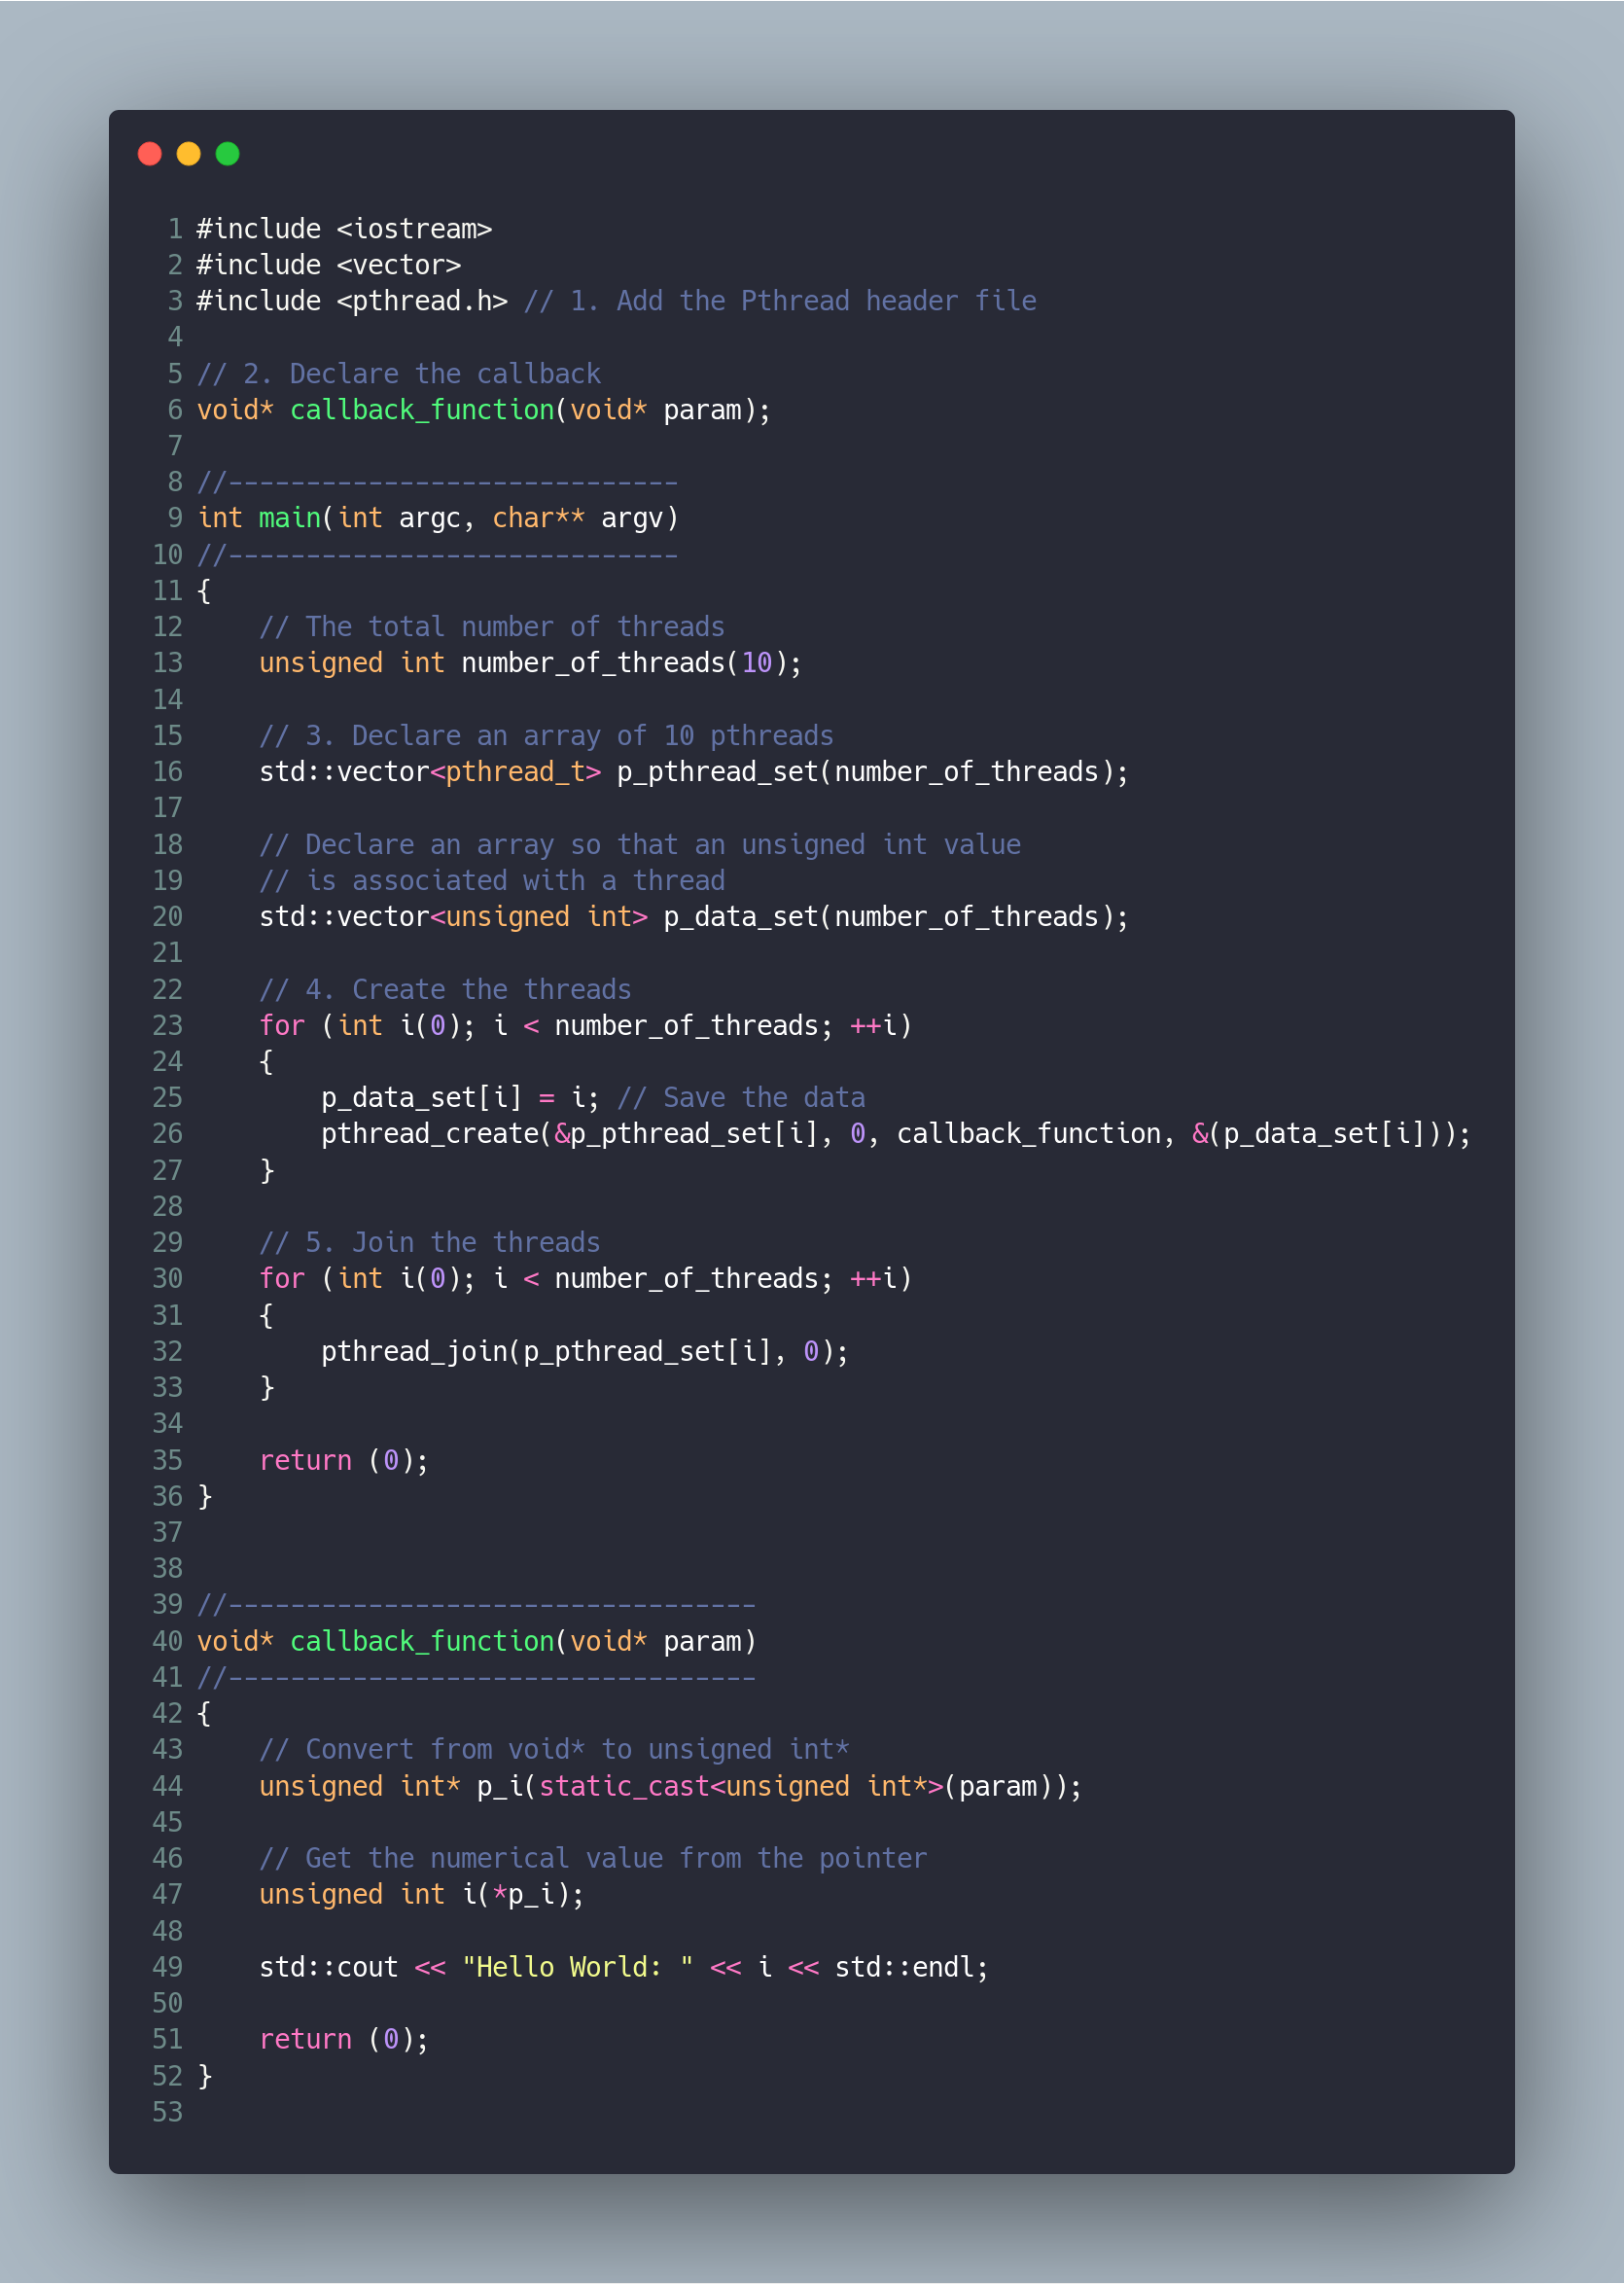 1 #include <iostream>
2 #include <vector>
3 #include <pthread.h> // 1. Add the Pthread header file
4
5 // 2. Declare the callback
6 void* callback_function(void* param);
7
8 //-----------------------------
9 int main(int argc, char** argv)
10 //-----------------------------
11 {
12     // The total number of threads
13     unsigned int number_of_threads(10);
14
15     // 3. Declare an array of 10 pthreads
16     std::vector<pthread_t> p_pthread_set(number_of_threads);
17
18     // Declare an array so that an unsigned int value
19     // is associated with a thread
20     std::vector<unsigned int> p_data_set(number_of_threads);
21
22     // 4. Create the threads
23     for (int i(0); i < number_of_threads; ++i)
24     {
25         p_data_set[i] = i; // Save the data
26         pthread_create(&p_pthread_set[i], 0, callback_function, &(p_data_set[i]));
27     }
28
29     // 5. Join the threads
30     for (int i(0); i < number_of_threads; ++i)
31     {
32         pthread_join(p_pthread_set[i], 0);
33     }
34
35     return (0);
36 }
37
38
39 //----------------------------------
40 void* callback_function(void* param)
41 //----------------------------------
42 {
43     // Convert from void* to unsigned int*
44     unsigned int* p_i(static_cast<unsigned int*>(param));
45
46     // Get the numerical value from the pointer
47     unsigned int i(*p_i);
48
49     std::cout << "Hello World: " << i << std::endl;
50
51     return (0);
52 }
53